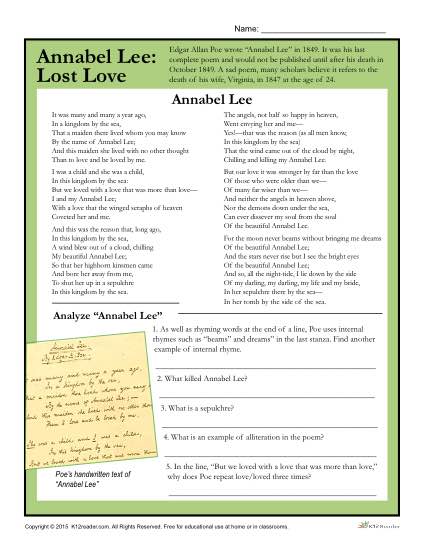 Name:
Annabel Lee:
Lost Love
Edgar Allan Poe wrote “Annabel Lee” in 1849. It was his last
complete poem and would not be published until after his death in
October 1849. A sad poem, many scholars believe it refers to the
death of his wife, Virginia, in 1847 at the age of 24.
Annabel Lee
It was many and many a year ago,
In a kingdom by the sea,
That a maiden there lived whom you may know
By the name of Annabel Lee;
And this maiden she lived with no other thought
Than to love and be loved by me.
I was a child and she was a child,
In this kingdom by the sea:
But we loved with a love that was more than love—
I and my Annabel Lee;
With a love that the winged seraphs of heaven
Coveted her and me.
And this was the reason that, long ago,
In this kingdom by the sea,
A wind blew out of a cloud, chilling
My beautiful Annabel Lee;
So that her highborn kinsmen came
And bore her away from me,
To shut her up in a sepulchre
In this kingdom by the sea.
The angels, not half so happy in heaven,
Went envying her and me—
Yes!—that was the reason (as all men know,
In this kingdom by the sea)
That the wind came out of the cloud by night,
Chilling and killing my Annabel Lee.
But our love it was stronger by far than the love
Of those who were older than we—
Of many far wiser than we—
And neither the angels in heaven above,
Nor the demons down under the sea,
Can ever dissever my soul from the soul
Of the beautiful Annabel Lee:
For the moon never beams without bringing me dreams
Of the beautiful Annabel Lee;
And the stars never rise but I see the bright eyes
Of the beautiful Annabel Lee;
And so, all the night-tide, I lie down by the side
Of my darling, my darling, my life and my bride,
In her sepulchre there by the sea—
In her tomb by the side of the sea.
Analyze “Annabel Lee”
1. As well as rhyming words at the end of a line, Poe uses internal
rhymes such as “beams” and “dreams” in the last stanza. Find another
example of internal rhyme.
2. What killed Annabel Lee?
3. What is a sepulchre?
4. What is an example of alliteration in the poem?
5. In the line, “But we loved with a love that was more than love,”
why does Poe repeat love/loved three times?
Annabel Lee.
By Edgar A. Poe.
was many and many a year ago,
In a kingdom by the sea,
a maiden there lived whom you may
By the name of Annabel Lee;
this maiden she lived with no other
Than to love and be loved by me.
She was a child and I was a child,
In this kingdom by the sea,
But we loved with a love that was more than
Poe's handwritten text of
“Annabel Lee”
Copyright © 2015 K12reader.com. All Rights Reserved. Free for educational use at home or in classrooms.
K12Reader